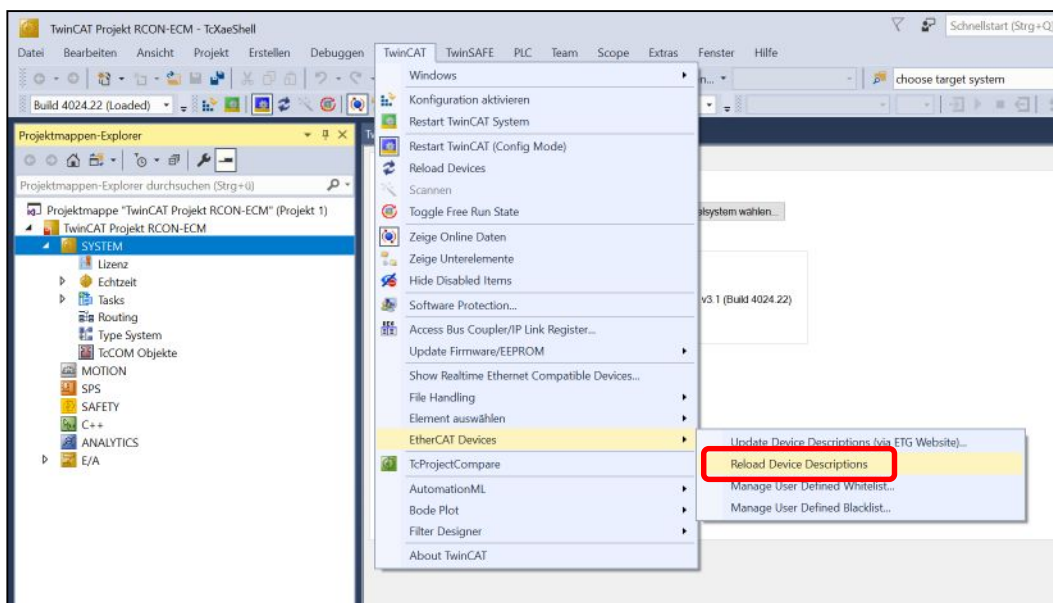 TwinCAT Projekt RCON-ECM - TcXaeShell
Schnellstart (Strg+Q)
Datei Bearbeiten Ansicht Projekt Erstellen Debuggen TwinCAT TwinSAFE PLC Team Scope Extras Fenster Hilfe
choose target system
Build 4024.22 (Loaded)
Projektmappen-Explorer
Projektmappen-Explorer durchsuchen (Strg+ü)
Projektmappe "TwinCAT Projekt RCON-ECM" (Projekt 1)
TwinCAT Projekt RCON-ECM
SYSTEM
Lizenz
Echtzeit
Tasks
Routing
Type System
TcCOM Objekte
MOTION
SPS
SAFETY
C++
ANALYTICS
E/A
Windows
Konfiguration aktivieren
Restart TwinCAT System
Restart TwinCAT (Config Mode)
Reload Devices
Scannen
Toggle Free Run State
Zeige Online Daten
Zeige Unterelemente
Hide Disabled Items
Software Protection...
Access Bus Coupler/IP Link Register...
Update Firmware/EEPROM
Show Realtime Ethernet Compatible Devices...
File Handling
Element auswählen
EtherCAT Devices
TcProjectCompare
AutomationML
Bode Plot
Filter Designer
About TwinCAT
elsystem wählen...
v3.1 (Build 4024.22)
Update Device Descriptions (via ETG Website)...
Reload Device Descriptions
Manage User Defined Whitelist...
Manage User Defined Blacklist...